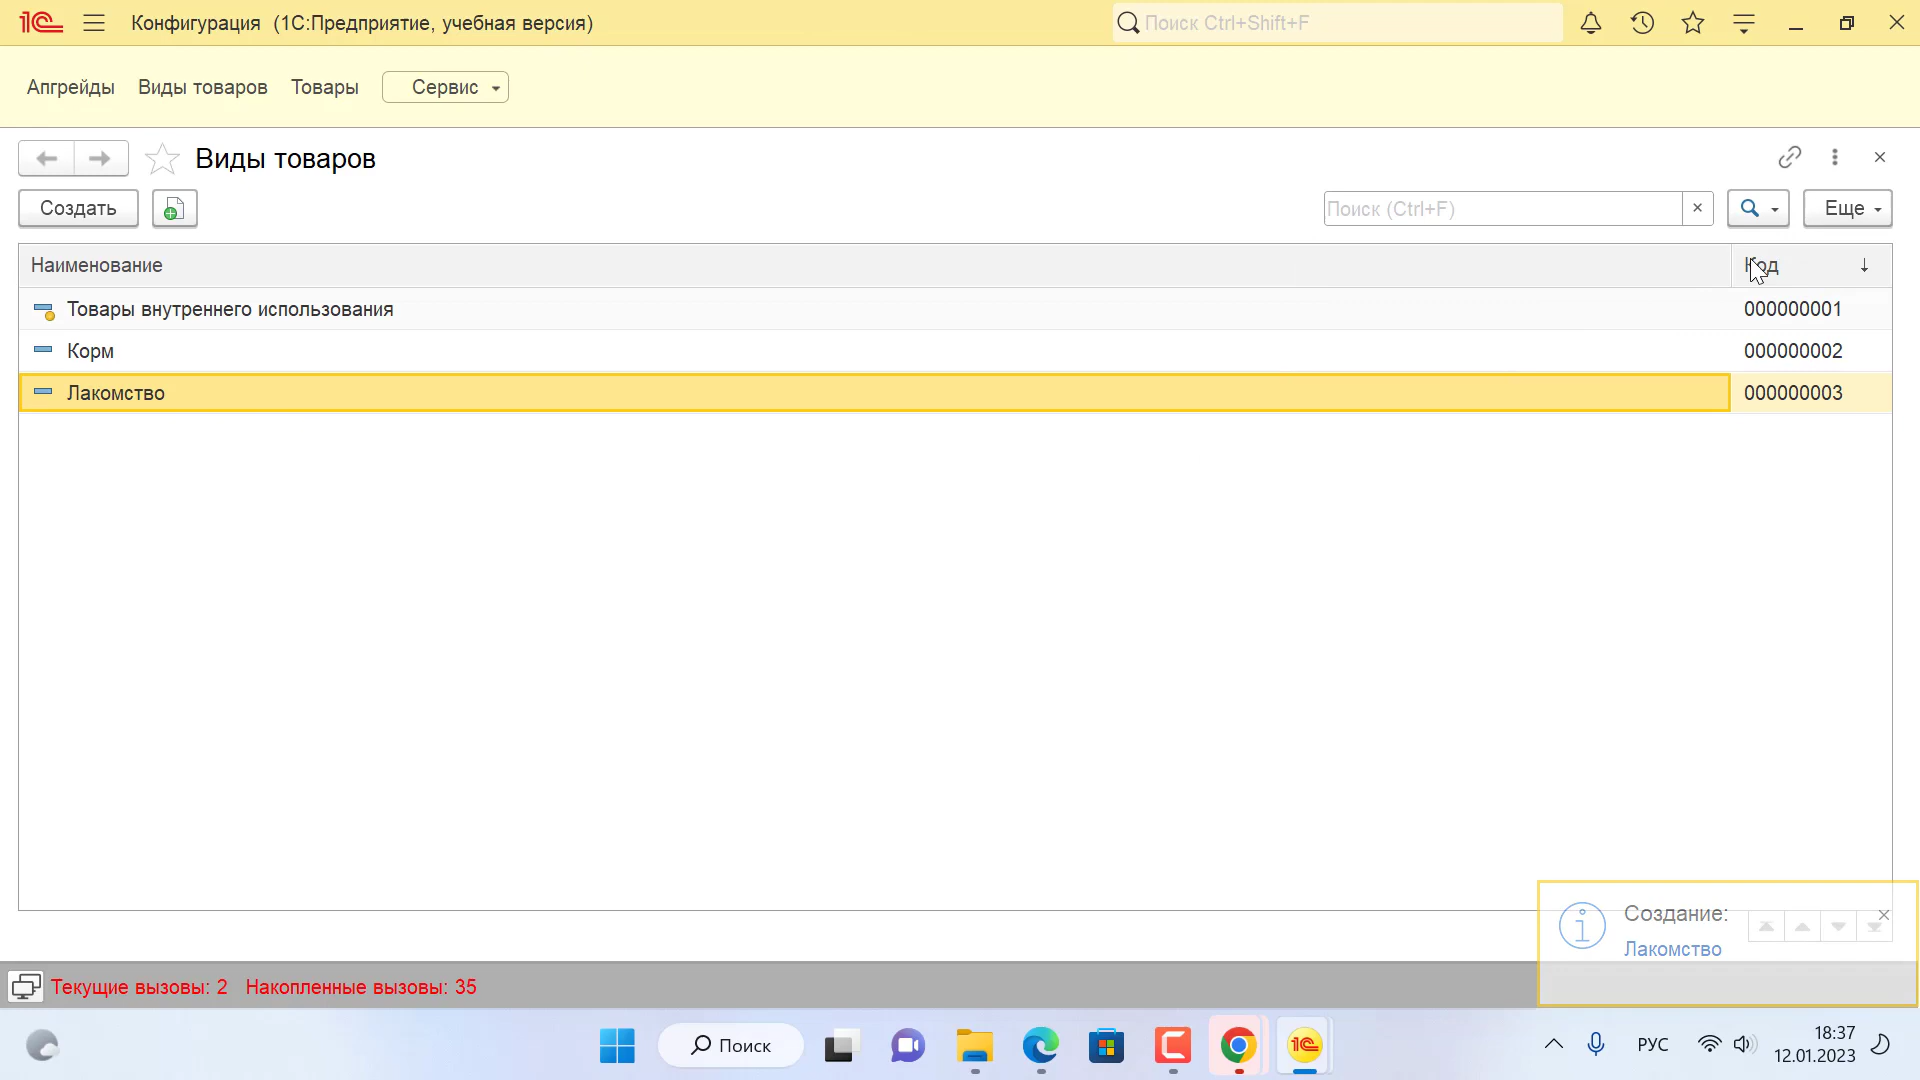 1С Конфигурация (1С:Предприятие, учебная версия) Поиск Ctrl+Shift+F
Апгрейды Виды товаров Товары Сервис
Виды товаров
Создать Поиск (Ctrl+F) × Еще
Наименование Код ↓
Товары внутреннего использования 000000001
Корм 000000002
Лакомство 000000003
Создание:
Лакомство
Текущие вызовы: 2 Накопленные вызовы: 35
Поиск 1С РУС 18:37
12.01.2023